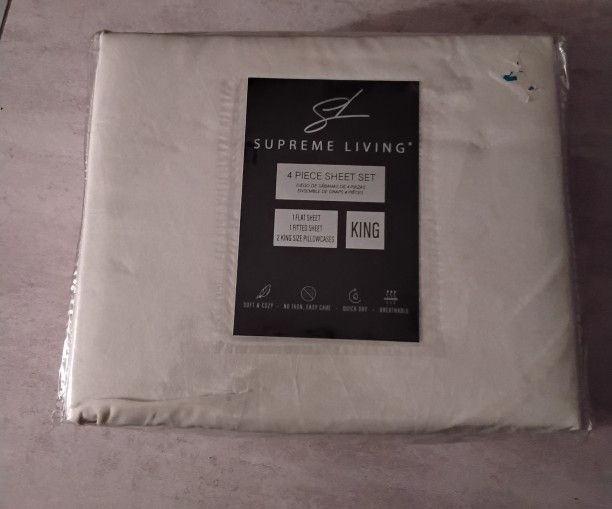 SL
SUPREME LIVING®
4 PIECE SHEET SET
JUEGO DE SÁBANAS DE 4 PIEZAS
ENSEMBLE DE DRAPS 4 PIÈCES
1 FLAT SHEET
1 FITTED SHEET
2 KING SIZE PILLOWCASES
KING
SOFT & COZY - NO IRON, EASY CARE - QUICK DRY - BREATHABLE